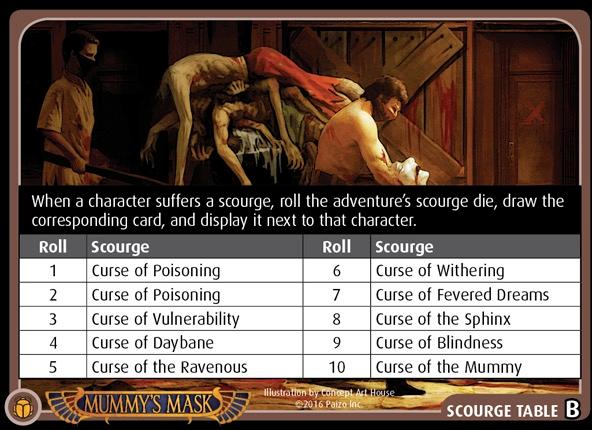 When a character suffers a scourge, roll the adventure's scourge die, draw the
corresponding card, and display it next to that character.
Roll Scourge Roll Scourge
1 Curse of Poisoning 6 Curse of Withering
2 Curse of Poisoning 7 Curse of Fevered Dreams
3 Curse of Vulnerability 8 Curse of the Sphinx
4 Curse of Daybane 9 Curse of Blindness
5 Curse of the Ravenous 10 Curse of the Mummy
MUMMY'S MASK
Illustration by Concept Art House
©2016 Paizo Inc.
SCOURGE TABLE B